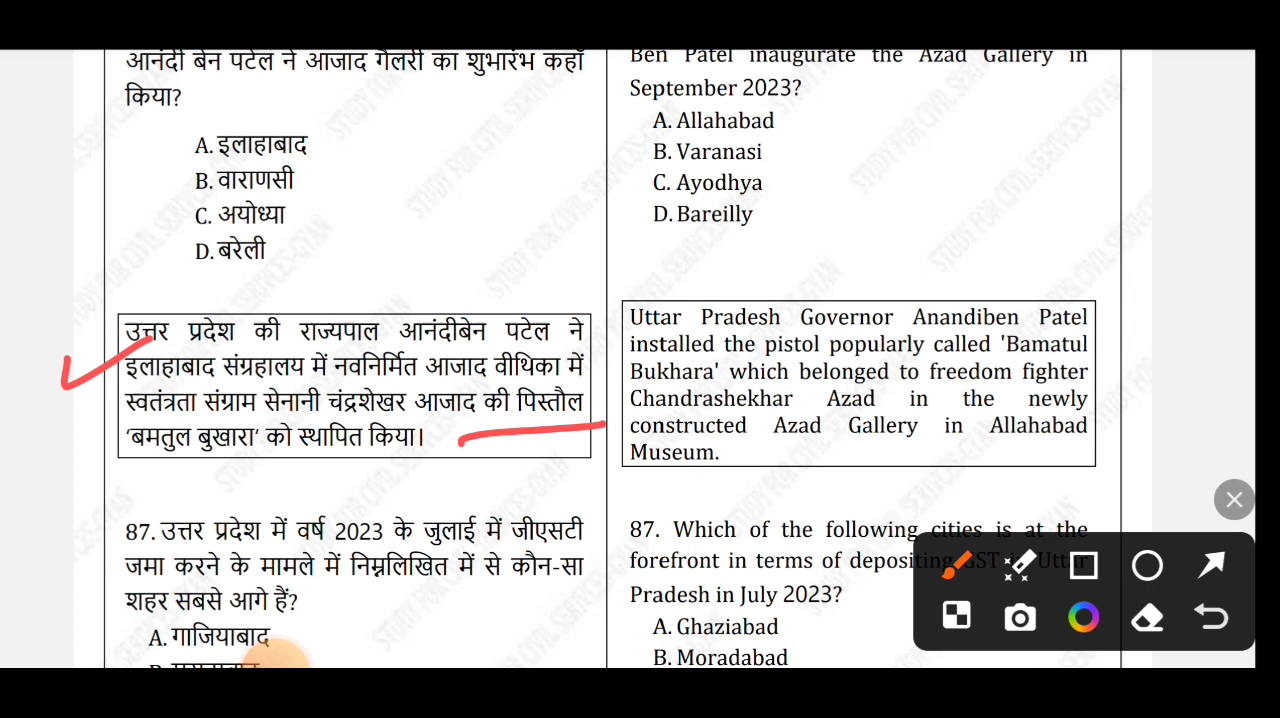 आनंदी बेन पटेल ने आजाद गैलरी का शुभारंभ कहाँ
किया?
A. इलाहाबाद
B. वाराणसी
C. अयोध्या
D. बरेली
उत्तर प्रदेश की राज्यपाल आनंदीबेन पटेल ने
इलाहाबाद संग्रहालय में नवनिर्मित आजाद वीथिका में
स्वतंत्रता संग्राम सेनानी चंद्रशेखर आजाद की पिस्तौल
‘बमतुल बुखारा’ को स्थापित किया।
87. उत्तर प्रदेश में वर्ष 2023 के जुलाई में जीएसटी
जमा करने के मामले में निम्नलिखित में से कौन-सा
शहर सबसे आगे हैं?
A. गाजियाबाद
Ben Patel inaugurate the Azad Gallery in
September 2023?
A. Allahabad
B. Varanasi
C. Ayodhya
D. Bareilly
Uttar Pradesh Governor Anandiben Patel
installed the pistol popularly called 'Bamatul
Bukhara' which belonged to freedom fighter
Chandrashekhar Azad in the newly
constructed Azad Gallery in Allahabad
Museum.
87. Which of the following cities is at the
forefront in terms of depositing GST in Uttar
Pradesh in July 2023?
A. Ghaziabad
B. Moradabad